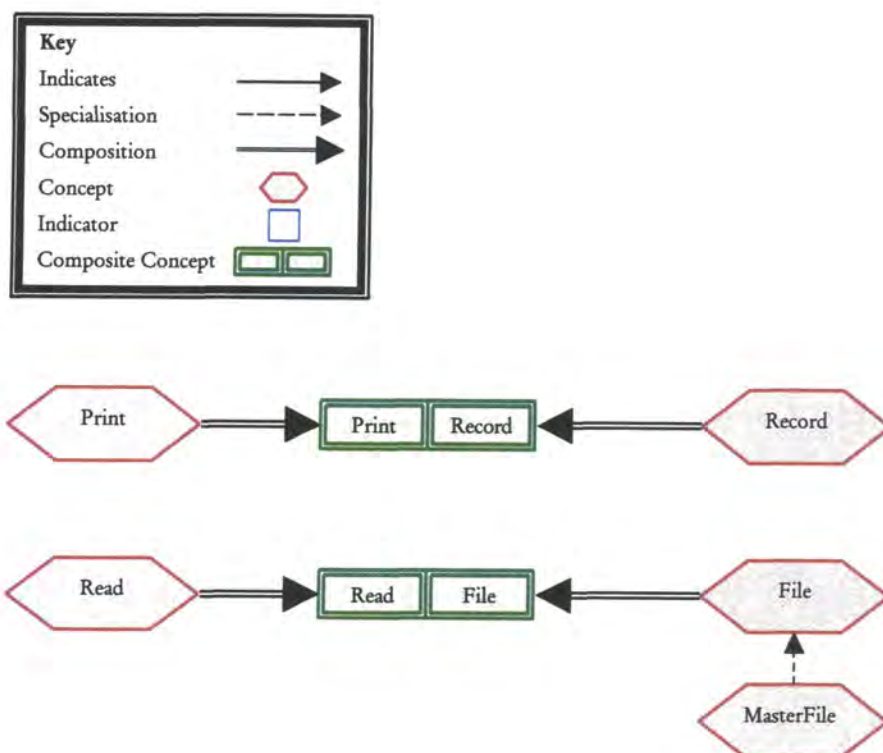 Key
Indicates
Specialisation
Composition
Concept
Indicator
Composite Concept
Print Print Record Record
Read Read File File
MasterFile